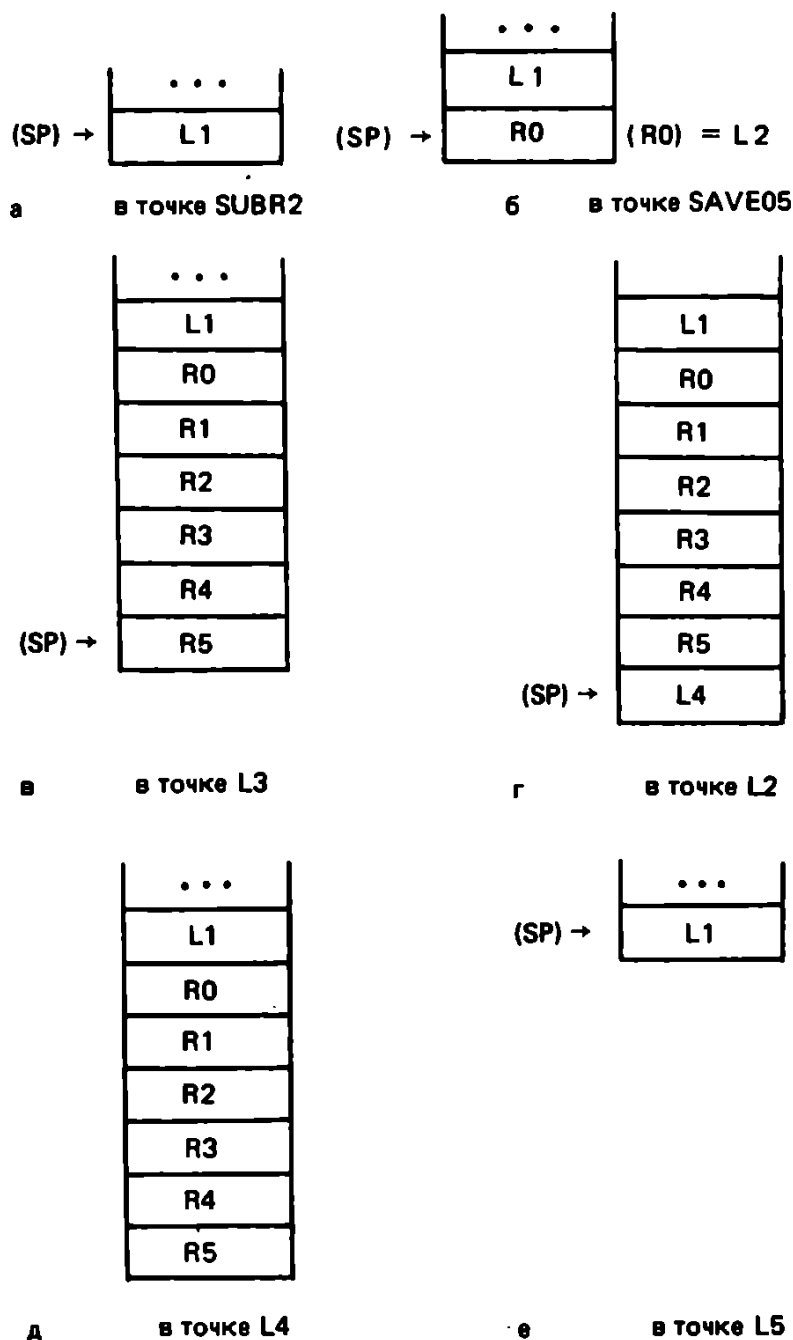 . . .
L1
(SP) →
а в точке SUBR2
. . .
L1
R0
(SP) →
(R0) = L2
б в точке SAVE05
. . .
L1
R0
R1
R2
R3
R4
R5
(SP) →
в в точке L3
L1
R0
R1
R2
R3
R4
R5
L4
(SP) →
г в точке L2
. . .
L1
R0
R1
R2
R3
R4
R5
д в точке L4
. . .
L1
(SP) →
е в точке L5